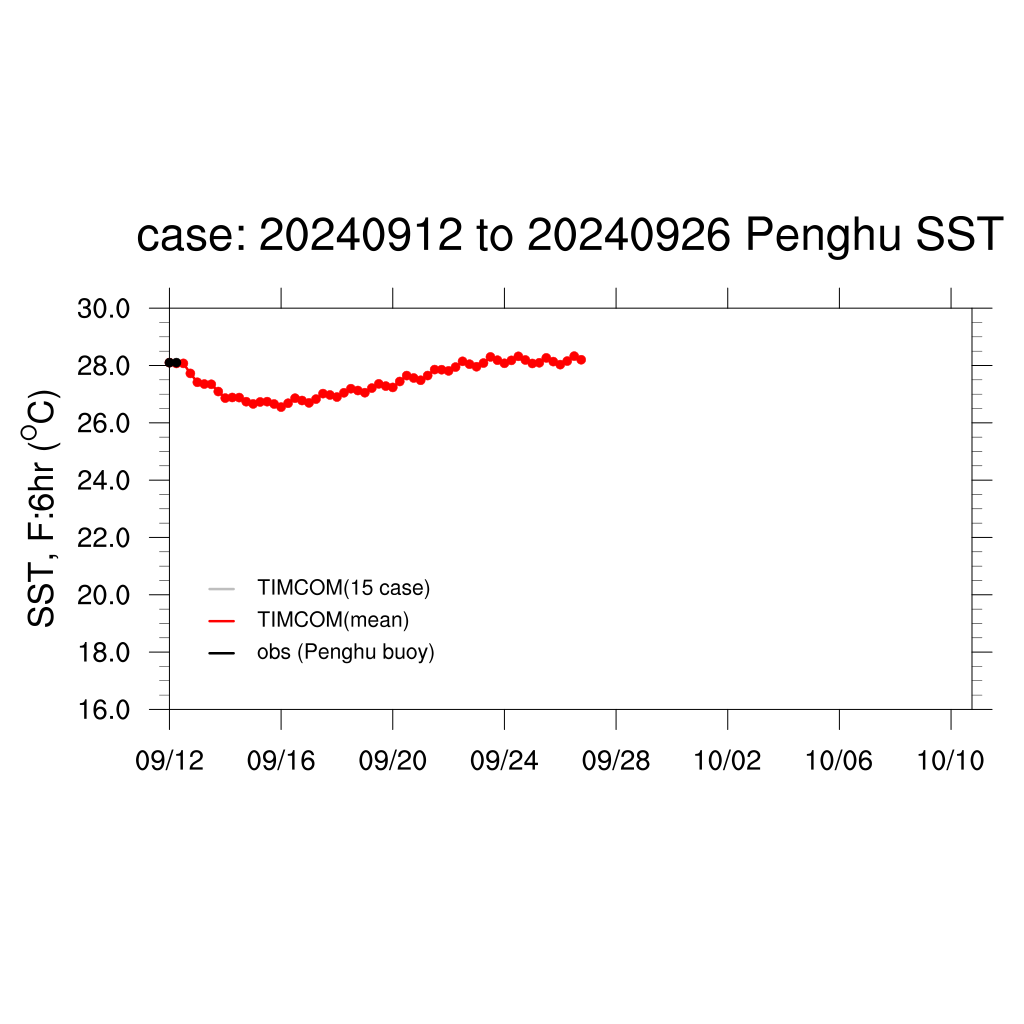 case: 20240912 to 20240926 Penghu SST
SST, F:6hr (°C)
30.0
28.0
26.0
24.0
22.0
20.0
18.0
16.0
TIMCOM(15 case)
TIMCOM(mean)
obs (Penghu buoy)
09/12 09/16 09/20 09/24 09/28 10/02 10/06 10/10